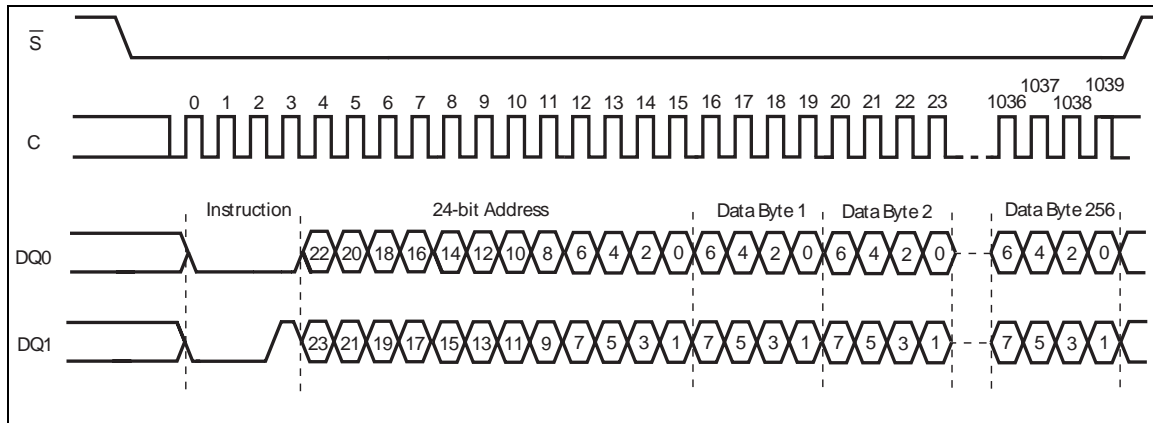 S
0 1 2 3 4 5 6 7 8 9 10 11 12 13 14 15 16 17 18 19 20 21 22 23 1036 1037 1038 1039
C
Instruction 24-bit Address Data Byte 1 Data Byte 2 Data Byte 256
DQ0 22 20 18 16 14 12 10 8 6 4 2 0 6 4 2 0 6 4 2 0 6 4 2 0
DQ1 23 21 19 17 15 13 11 9 7 5 3 1 7 5 3 1 7 5 3 1 7 5 3 1